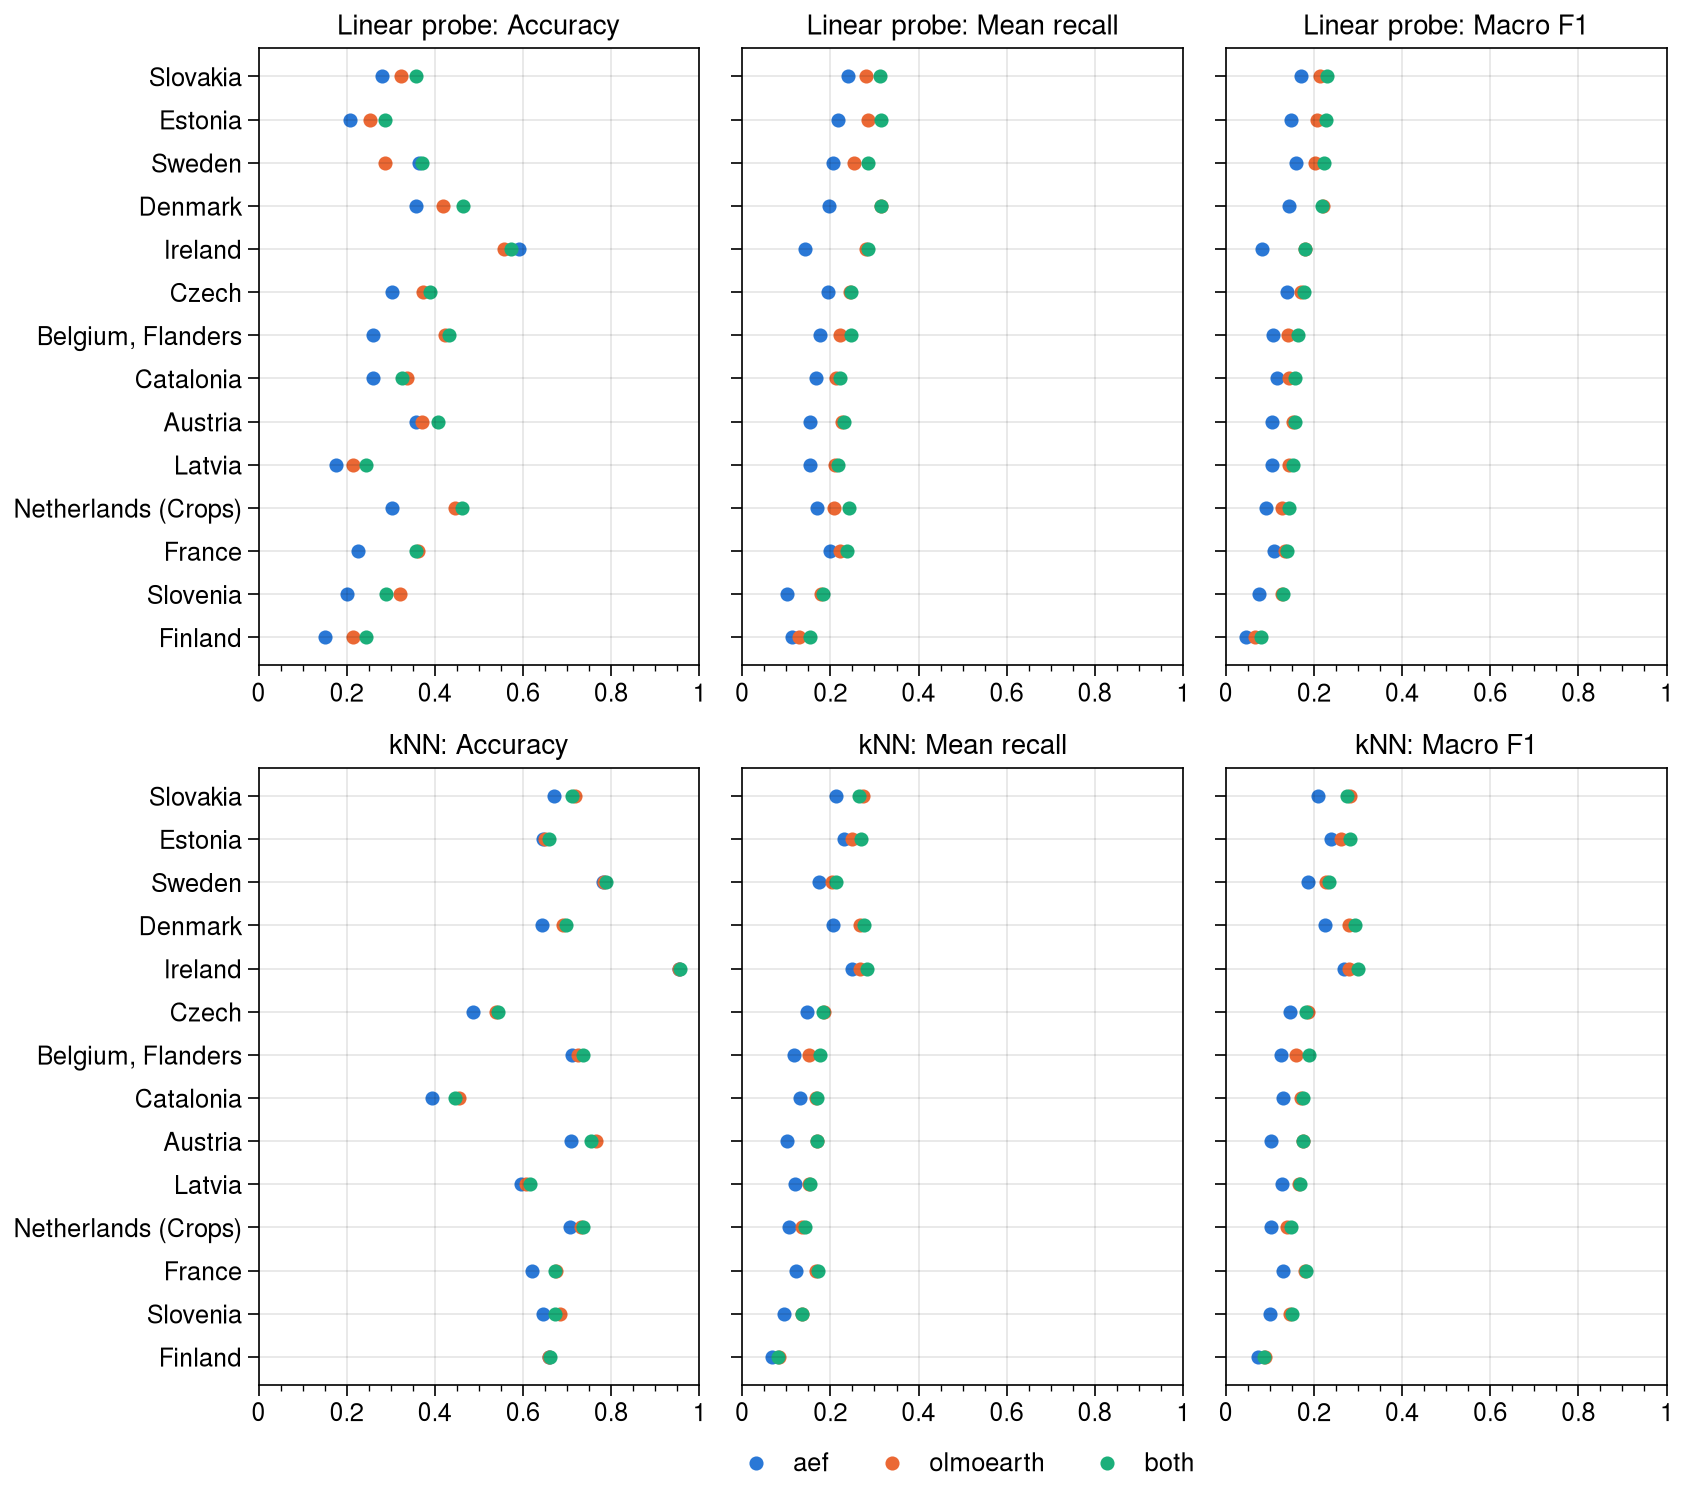 Linear probe: Accuracy
Linear probe: Mean recall
Linear probe: Macro F1
Slovakia
Estonia
Sweden
Denmark
Ireland
Czech
Belgium, Flanders
Catalonia
Austria
Latvia
Netherlands (Crops)
France
Slovenia
Finland
0 0.2 0.4 0.6 0.8 1
0 0.2 0.4 0.6 0.8 1
0 0.2 0.4 0.6 0.8 1
kNN: Accuracy
kNN: Mean recall
kNN: Macro F1
Slovakia
Estonia
Sweden
Denmark
Ireland
Czech
Belgium, Flanders
Catalonia
Austria
Latvia
Netherlands (Crops)
France
Slovenia
Finland
0 0.2 0.4 0.6 0.8 1
0 0.2 0.4 0.6 0.8 1
0 0.2 0.4 0.6 0.8 1
aef olmoearth both